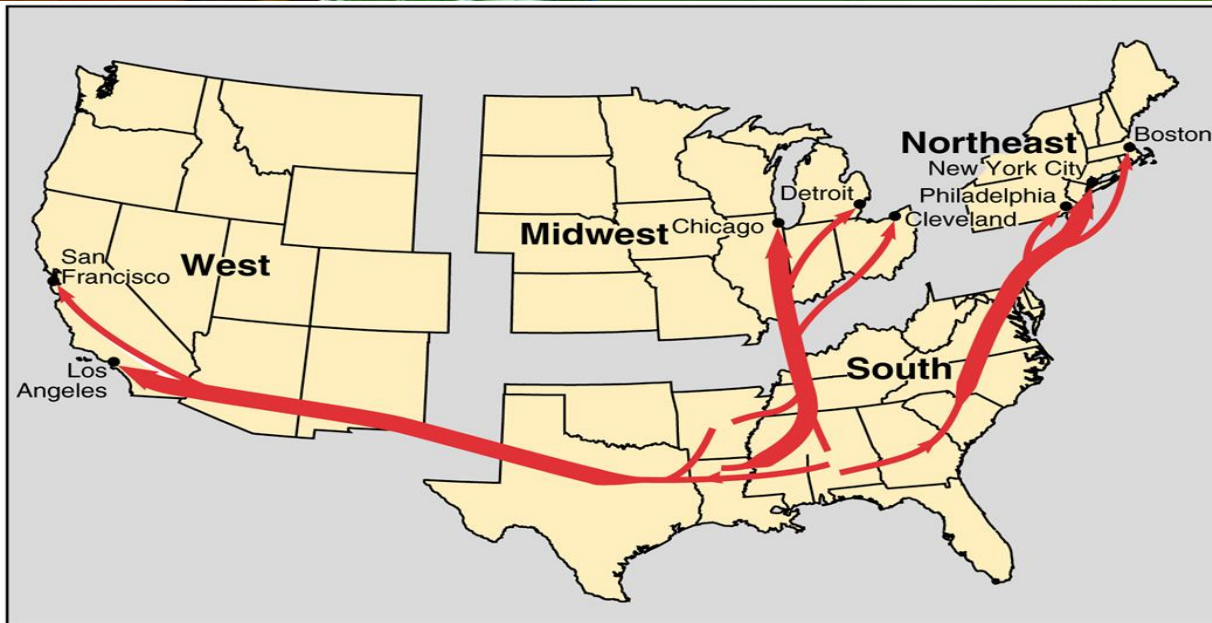 Northeast
Boston
New York City
Detroit
Philadelphia
Cleveland
Chicago
Midwest
West
San
Francisco
South
Los
Angeles